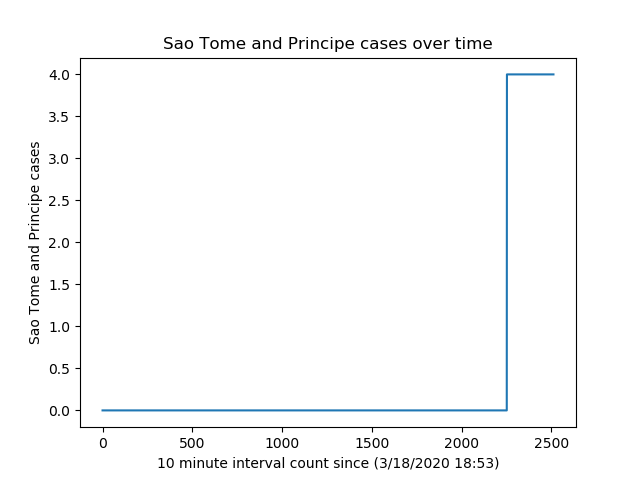 Sao Tome and Principe cases over time
Sao Tome and Principe cases
4.0
3.5
3.0
2.5
2.0
1.5
1.0
0.5
0.0
0 500 1000 1500 2000 2500
10 minute interval count since (3/18/2020 18:53)